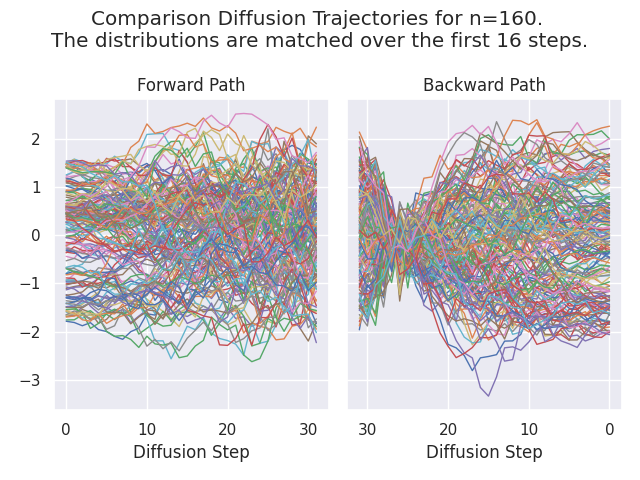 Comparison Diffusion Trajectories for n=160.
The distributions are matched over the first 16 steps.
Forward Path
Backward Path
2
1
0
−1
−2
−3
0 10 20 30
30 20 10 0
Diffusion Step
Diffusion Step